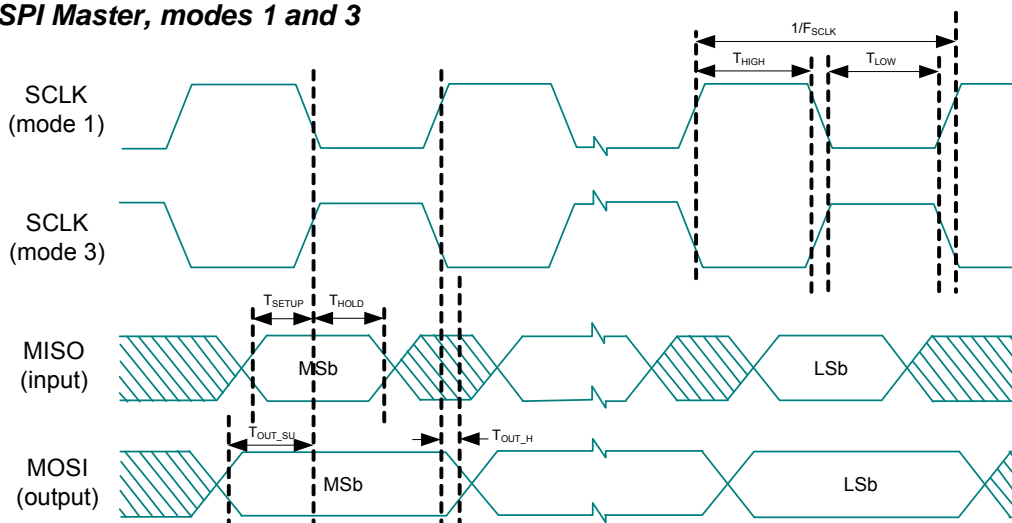 SPI Master, modes 1 and 3
1/FSCLK
THIGH
TLOW
SCLK
(mode 1)
SCLK
(mode 3)
TSETUP
THOLD
MISO
(input)
MSb
LSb
TOUT_SU
TOUT_H
MOSI
(output)
MSb
LSb